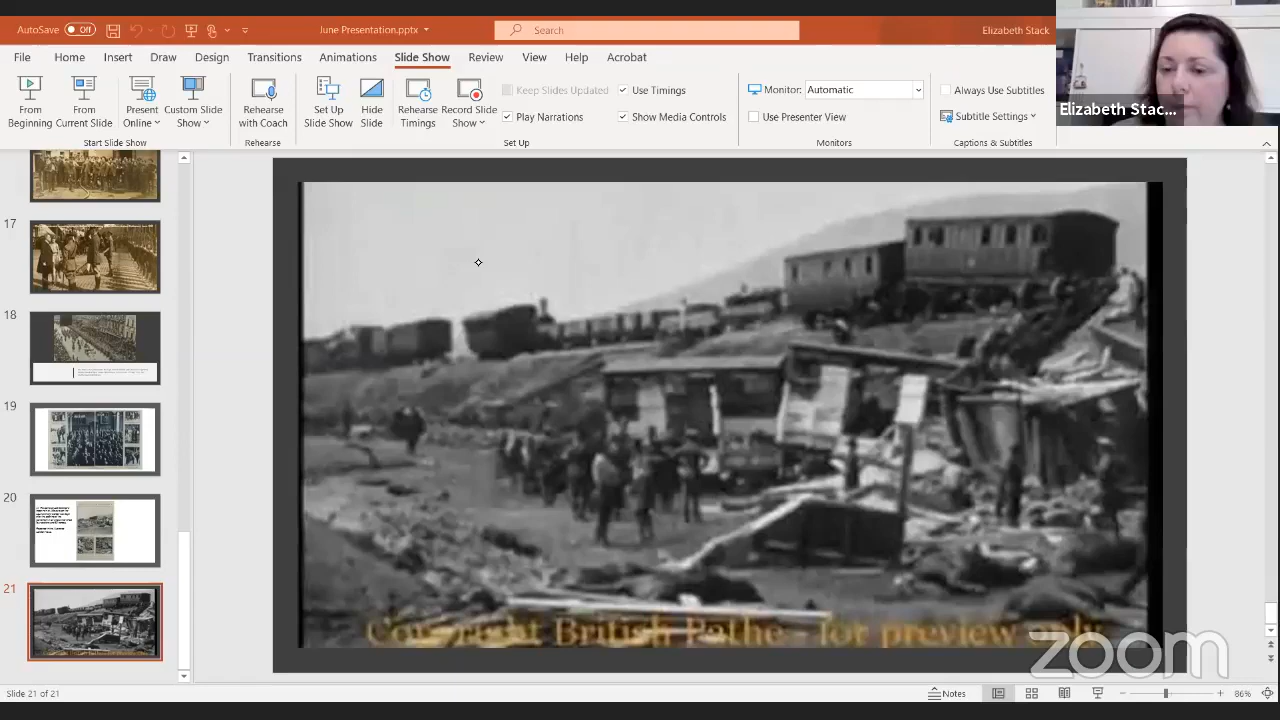 AutoSave Off June Presentation.pptx Search Elizabeth Stack
File Home Insert Draw Design Transitions Animations Slide Show Review View Help Acrobat
From Beginning
From Current Slide
Present Online
Custom Slide Show
Start Slide Show
Rehearse with Coach
Rehearse
Set Up Slide Show
Hide Slide
Rehearse Timings
Record Slide Show
Keep Slides Updated
Play Narrations
Use Timings
Show Media Controls
Set Up
Monitor: Automatic
Use Presenter View
Monitors
Always Use Subtitles
Subtitle Settings
Captions & Subtitles
Elizabeth Stac...
17
18
19
20
21
Copyright British Pathe - for preview only
zoom
Slide 21 of 21 Notes 86%